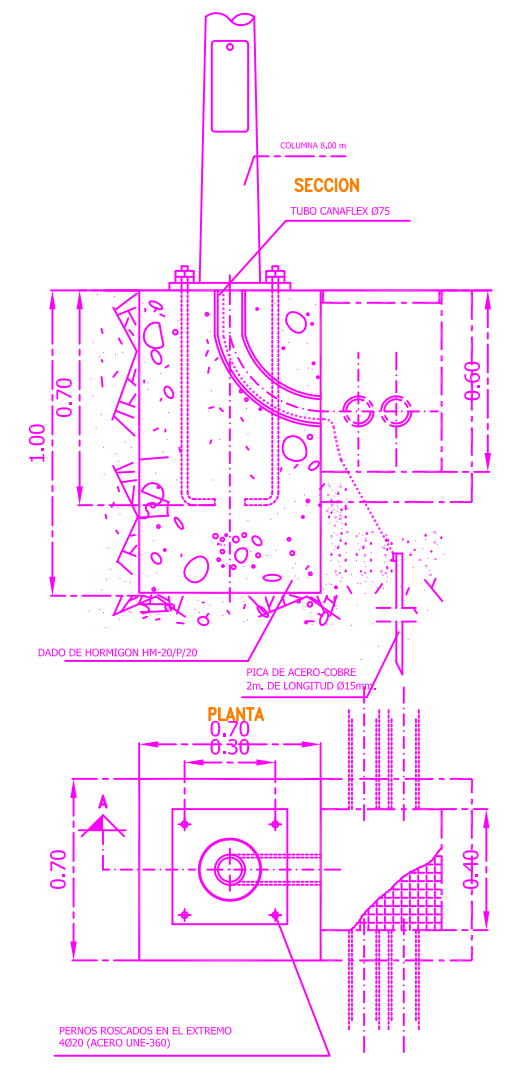 COLUMNA 8.00 m
SECCION
TUBO CANAFLEX Ø75
0.70
1.00
0.60
DADO DE HORMIGON HM-20/P/20
PICA DE ACERO-COBRE
2m. DE LONGITUD Ø15mm.
PLANTA
0.70
0.30
A
0.70
0.40
PERNOS ROSCADOS EN EL EXTREMO
4Ø20 (ACERO UNE-360)